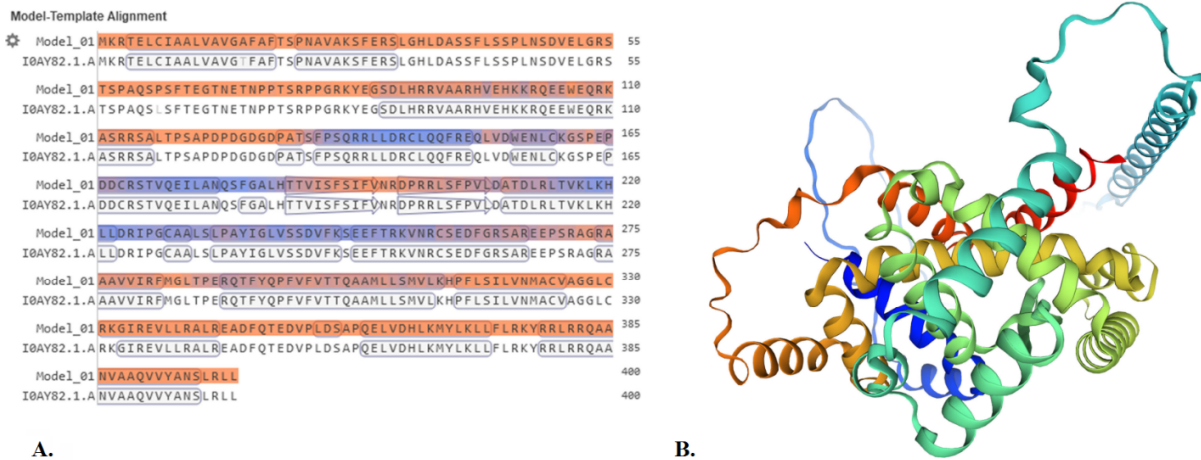 Model-Template Alignment
Model_01 MKRTELCIAALVAVGAFAFTSPNAVAKSFERSLGHLDASSFLSSPLNSDVELGRS 55
I0AY82.1.A MKRTELCIAALVAVGTFAFTSPNAVAKSFERSLGHLDASSFLSSPLNSDVELGRS 55
Model_01 TSPAQSPSFTEGTNETNPPTSRPPGRKYEGSDLHRRVAARHVEHKKRQEEWEQRK 110
I0AY82.1.A TSPAQSLSFTEGTNETNPPTSRPPGRKYEGSDLHRRVAARHVEHKKRQEEWEQRK 110
Model_01 ASRRSALTPSAPDPDGDGDPATSFPSQRRLLDRCLQQFREQLVDWENLCKGSPEP 165
I0AY82.1.A ASRRSALTPSAPDPDGDGDPATSFPSQRRLLDRCLQQFREQLVDWENLCKGSPEP 165
Model_01 DDCRSTVQEILANQSFGALHTTVISFSIFVNRDPRRLSFPVLDATDLRLTVKLKH 220
I0AY82.1.A DDCRSTVQEILANQSFGALHTTVISFSIFVNRDPRRLSFPVLDATDLRLTVKLKH 220
Model_01 LLDRIPGCAALSLPAYIGLVSSDVFKSEEFTRKVNRCSEDFGRSAREEPSRAGRA 275
I0AY82.1.A LLDRIPGCAALSLPAYIGLVSSDVFKSEEFTRKVNRCSEDFGRSAREEPSRAGRA 275
Model_01 AAVVIRFMGLTPERQTFYQPFVFVTTQAAMLLSMVLKHPFLSILVNMACVAGGLC 330
I0AY82.1.A AAVVIRFMGLTPERQTFYQPFVFVTTQAAMLLSMVLKHPFLSILVNMACVAGGLC 330
Model_01 RKGIREVLLRALREADFQTEDVPLDSAPQELVDHLKMYLKLLFLRKYRRLRRQAA 385
I0AY82.1.A RKGIREVLLRALREADFQTEDVPLDSAPQELVDHLKMYLKLLFLRKYRRLRRQAA 385
Model_01 NVAAQVVYANSLRLL 400
I0AY82.1.A NVAAQVVYANSLRLL 400
A. B.